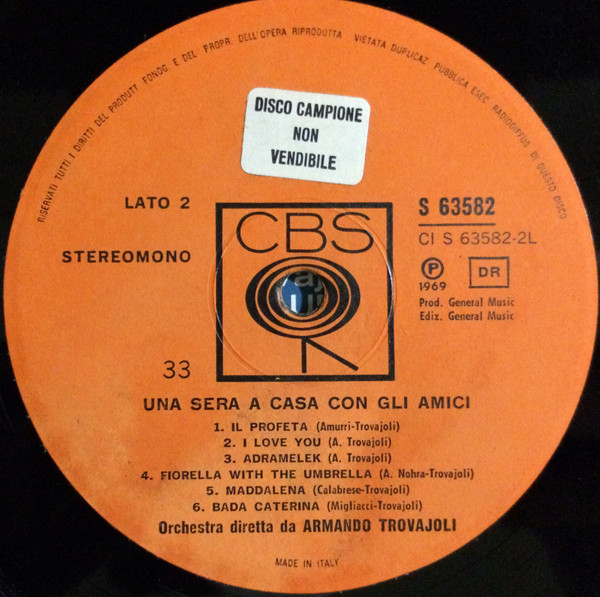 RISERVATI TUTTI I DIRITTI DEL PRODUTT FONOG E DEL PROPR. DELL'OPERA RIPRODUTTA VIETATA DUPLICAZ PUBBLICA ESEC RADIODIFFUS DI QUESTO DISCO
DISCO CAMPIONE
NON
VENDIBILE
LATO 2
S 63582
CBS
CI S 63582-2L
STEREOMONO
P
DR
1969
Prod. General Music
Ediz. General Music
33
UNA SERA A CASA CON GLI AMICI
1. IL PROFETA (Amurri-Trovajoli)
2. I LOVE YOU (A. Trovajoli)
3. ADRAMELEK (A. Trovajoli)
4. FIORELLA WITH THE UMBRELLA (A. Nohra-Trovajoli)
5. MADDALENA (Calabrese-Trovajoli)
6. BADA CATERINA (Migliacci-Trovajoli)
Orchestra diretta da ARMANDO TROVAJOLI
MADE IN ITALY